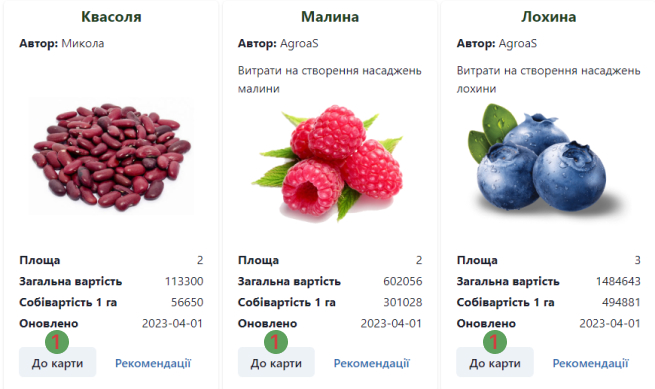 Квасоля
Автор: Микола
Площа 2
Загальна вартість 113300
Собівартість 1 га 56650
Оновлено 2023-04-01
1
До карти Рекомендації
Малина
Автор: AgroaS
Витрати на створення насаджень
малини
Площа 2
Загальна вартість 602056
Собівартість 1 га 301028
Оновлено 2023-04-01
1
До карти Рекомендації
Лохина
Автор: AgroaS
Витрати на створення насаджень
лохини
Площа 3
Загальна вартість 1484643
Собівартість 1 га 494881
Оновлено 2023-04-01
1
До карти Рекомендації